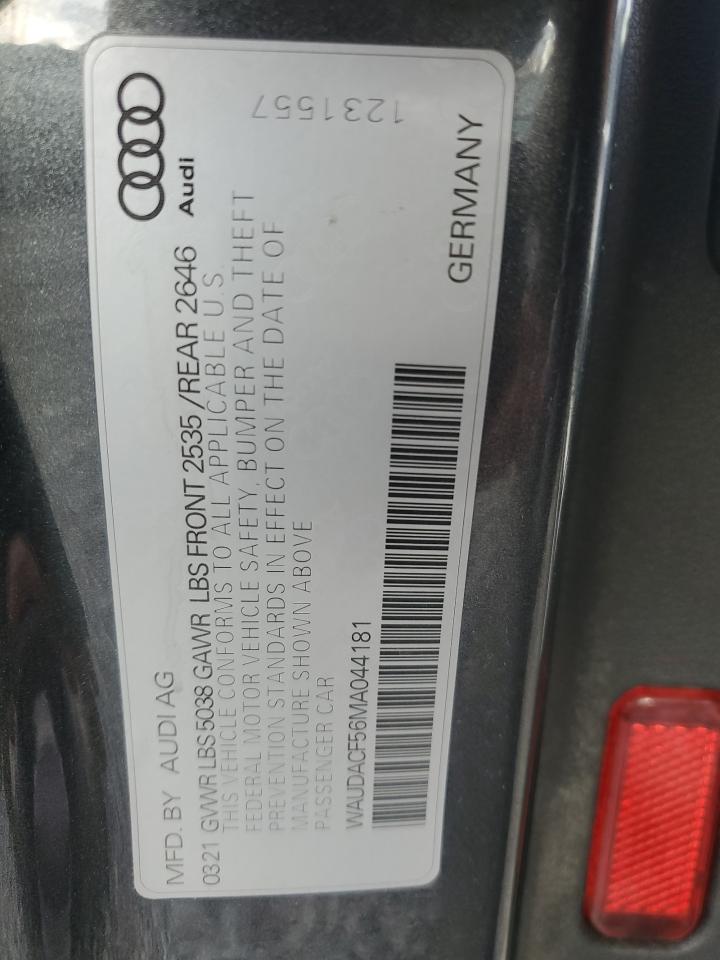 MFD. BY AUDI AG
0321 GVWR LBS 5038 GAWR LBS FRONT 2535 /REAR 2646
THIS VEHICLE CONFORMS TO ALL APPLICABLE U.S
FEDERAL MOTOR VEHICLE SAFETY, BUMPER AND THEFT
PREVENTION STANDARDS IN EFFECT ON THE DATE OF
MANUFACTURE SHOWN ABOVE
PASSENGER CAR
WAUDACF56MA044181
Audi
1231557
GERMANY